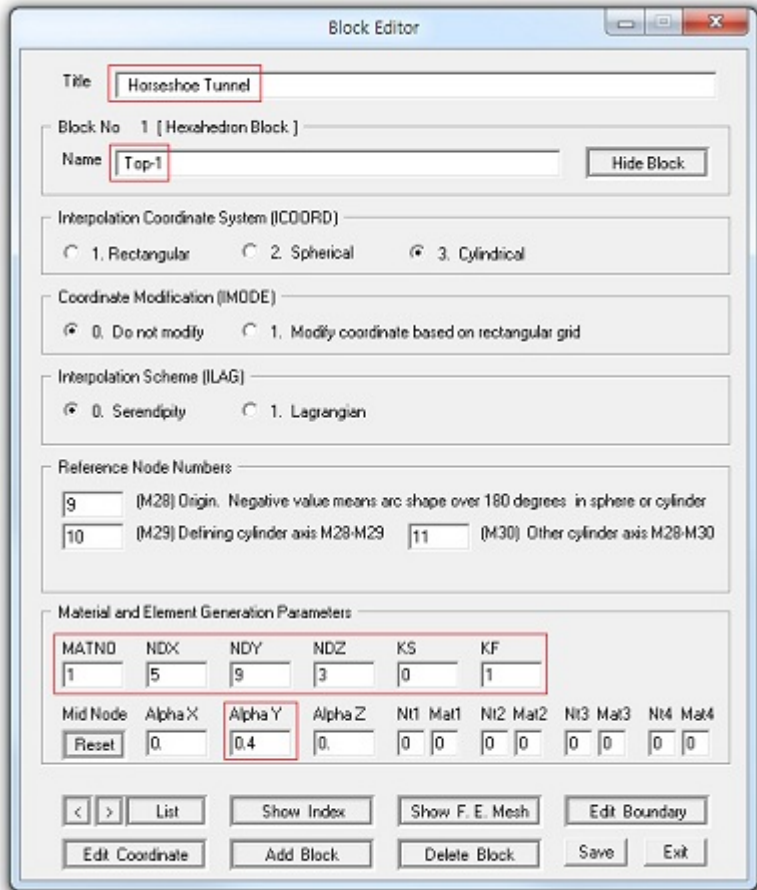 Block Editor
Title Horseshoe Tunnel
Block No 1 [ Hexahedron Block ]
Name Top-1 Hide Block
Interpolation Coordinate System (ICOORD)
1. Rectangular 2. Spherical 3. Cylindrical
Coordinate Modification (IMODE)
0. Do not modify 1. Modify coordinate based on rectangular grid
Interpolation Scheme (ILAG)
0. Serendipity 1. Lagrangian
Reference Node Numbers
9 (M28) Origin. Negative value means arc shape over 180 degrees in sphere or cylinder
10 (M29) Defining cylinder axis M28-M29 11 (M30) Other cylinder axis M28-M30
Material and Element Generation Parameters
MATNO NDX NDY NDZ KS KF
1 5 9 3 0 1
Mid Node Alpha X Alpha Y Alpha Z Nt1 Mat1 Nt2 Mat2 Nt3 Mat3 Nt4 Mat4
Reset 0. 0.4 0. 0 0 0 0 0 0 0 0
< > List Show Index Show F. E. Mesh Edit Boundary
Edit Coordinate Add Block Delete Block Save Exit